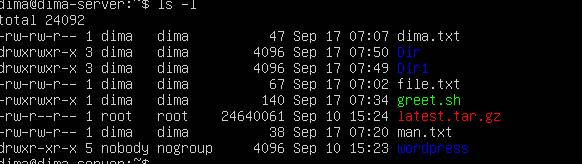 dima@dima-server:~$ ls -l
total 24092
-rw-rw-r-- 1 dima dima 47 Sep 17 07:07 dima.txt
drwxrwxr-x 3 dima dima 4096 Sep 17 07:50 Dir
drwxrwxr-x 3 dima dima 4096 Sep 17 07:49 Dir1
-rw-rw-r-- 1 dima dima 67 Sep 17 07:02 file.txt
-rwxrwxr-x 1 dima dima 140 Sep 17 07:34 greet.sh
-rw-r--r-- 1 root root 24640061 Sep 10 15:24 latest.tar.gz
-rw-rw-r-- 1 dima dima 38 Sep 17 07:20 man.txt
drwxr-xr-x 5 nobody nogroup 4096 Sep 10 15:23 wordpress
dima@dima-server:~$